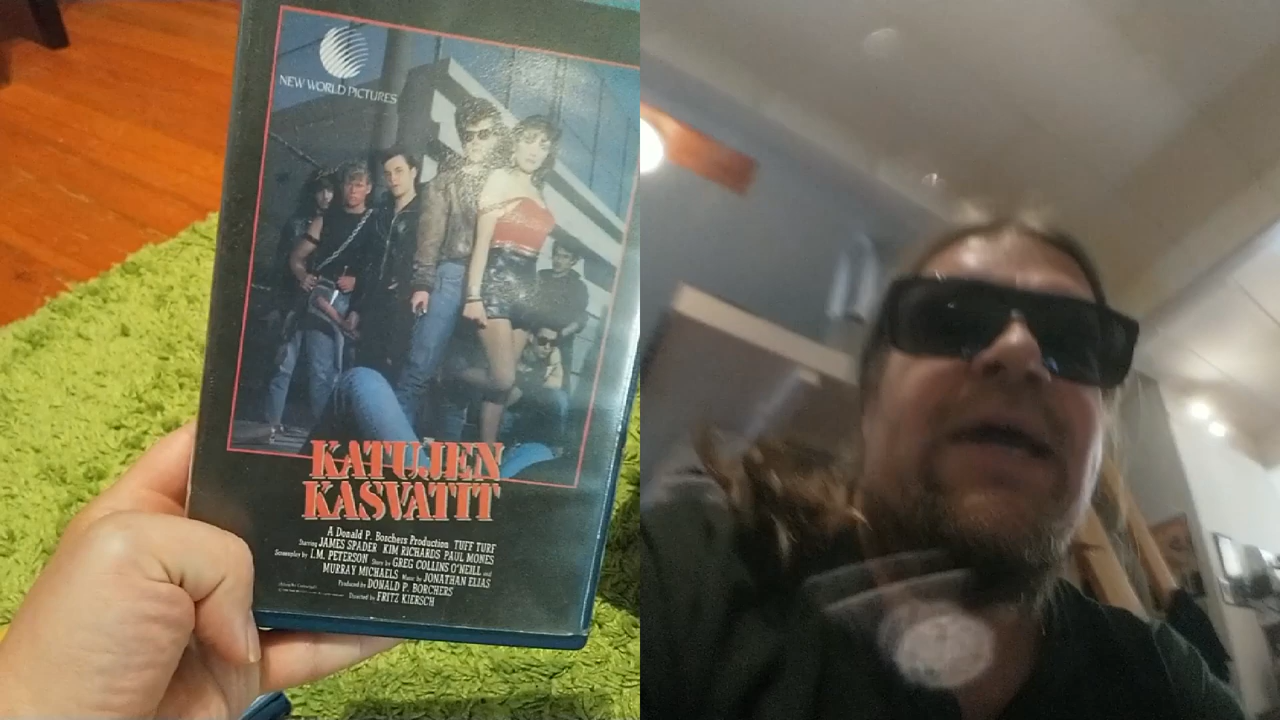 NEW WORLD PICTURES
KATUJEN
KASVATIT
A Donald P. Borchers Production TUFF TURF
Starring JAMES SPADER KIM RICHARDS PAUL MONES
Screenplay by I.M. PETERSON Story by GREG COLLINS O'NEILL and
MURRAY MICHAELS Music by JONATHAN ELIAS
Produced by DONALD P. BORCHERS
Directed by FRITZ KIERSCH